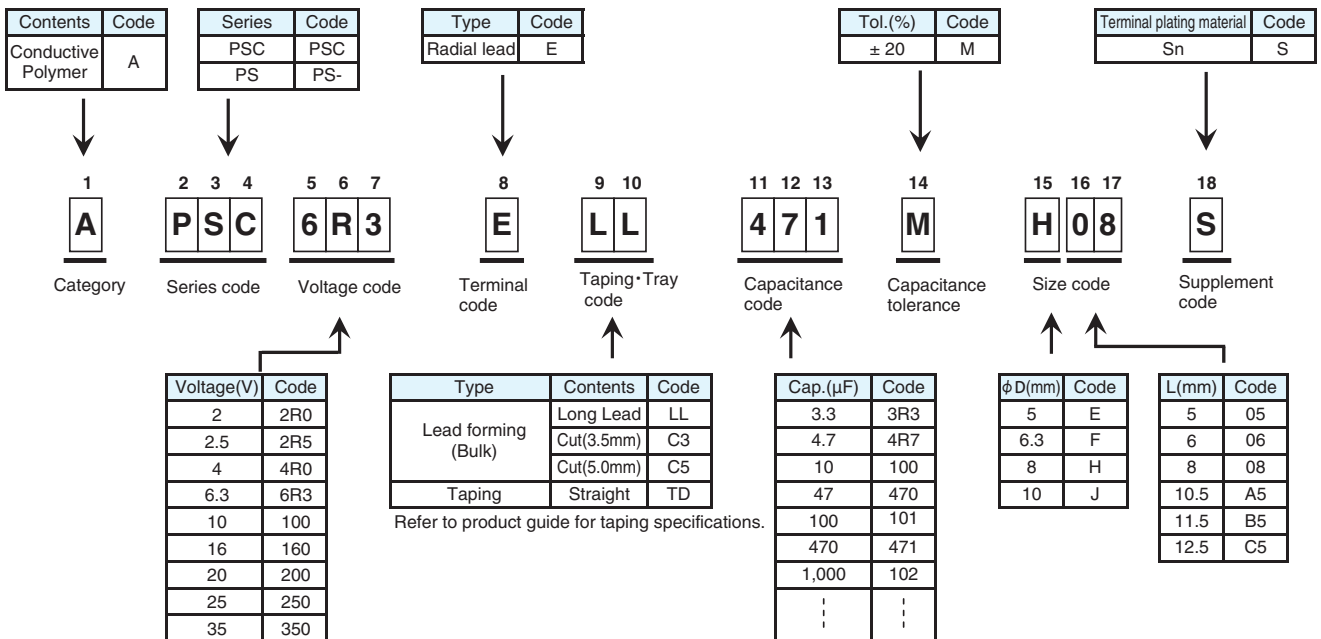 Contents Code
Conductive Polymer A
Series Code
PSC PSC
PS PS-
Type Code
Radial lead E
Tol.(%) Code
± 20 M
Terminal plating material Code
Sn S
1 2 3 4 5 6 7 8 9 10 11 12 13 14 15 16 17 18
A P S C 6 R 3 E L L 4 7 1 M H 0 8 S
Category
Series code
Voltage code
Terminal
code
Taping・Tray
code
Capacitance
code
Capacitance
tolerance
Size code
Supplement
code
Voltage(V) Code
2 2R0
2.5 2R5
4 4R0
6.3 6R3
10 100
16 160
20 200
25 250
35 350
Type Contents Code
Lead forming
(Bulk)
Long Lead LL
Cut(3.5mm) C3
Cut(5.0mm) C5
Taping Straight TD
Refer to product guide for taping specifications.
Cap.(µF) Code
3.3 3R3
4.7 4R7
10 100
47 470
100 101
470 471
1,000 102
ϕD(mm) Code
5 E
6.3 F
8 H
10 J
L(mm) Code
5 05
6 06
8 08
10.5 A5
11.5 B5
12.5 C5